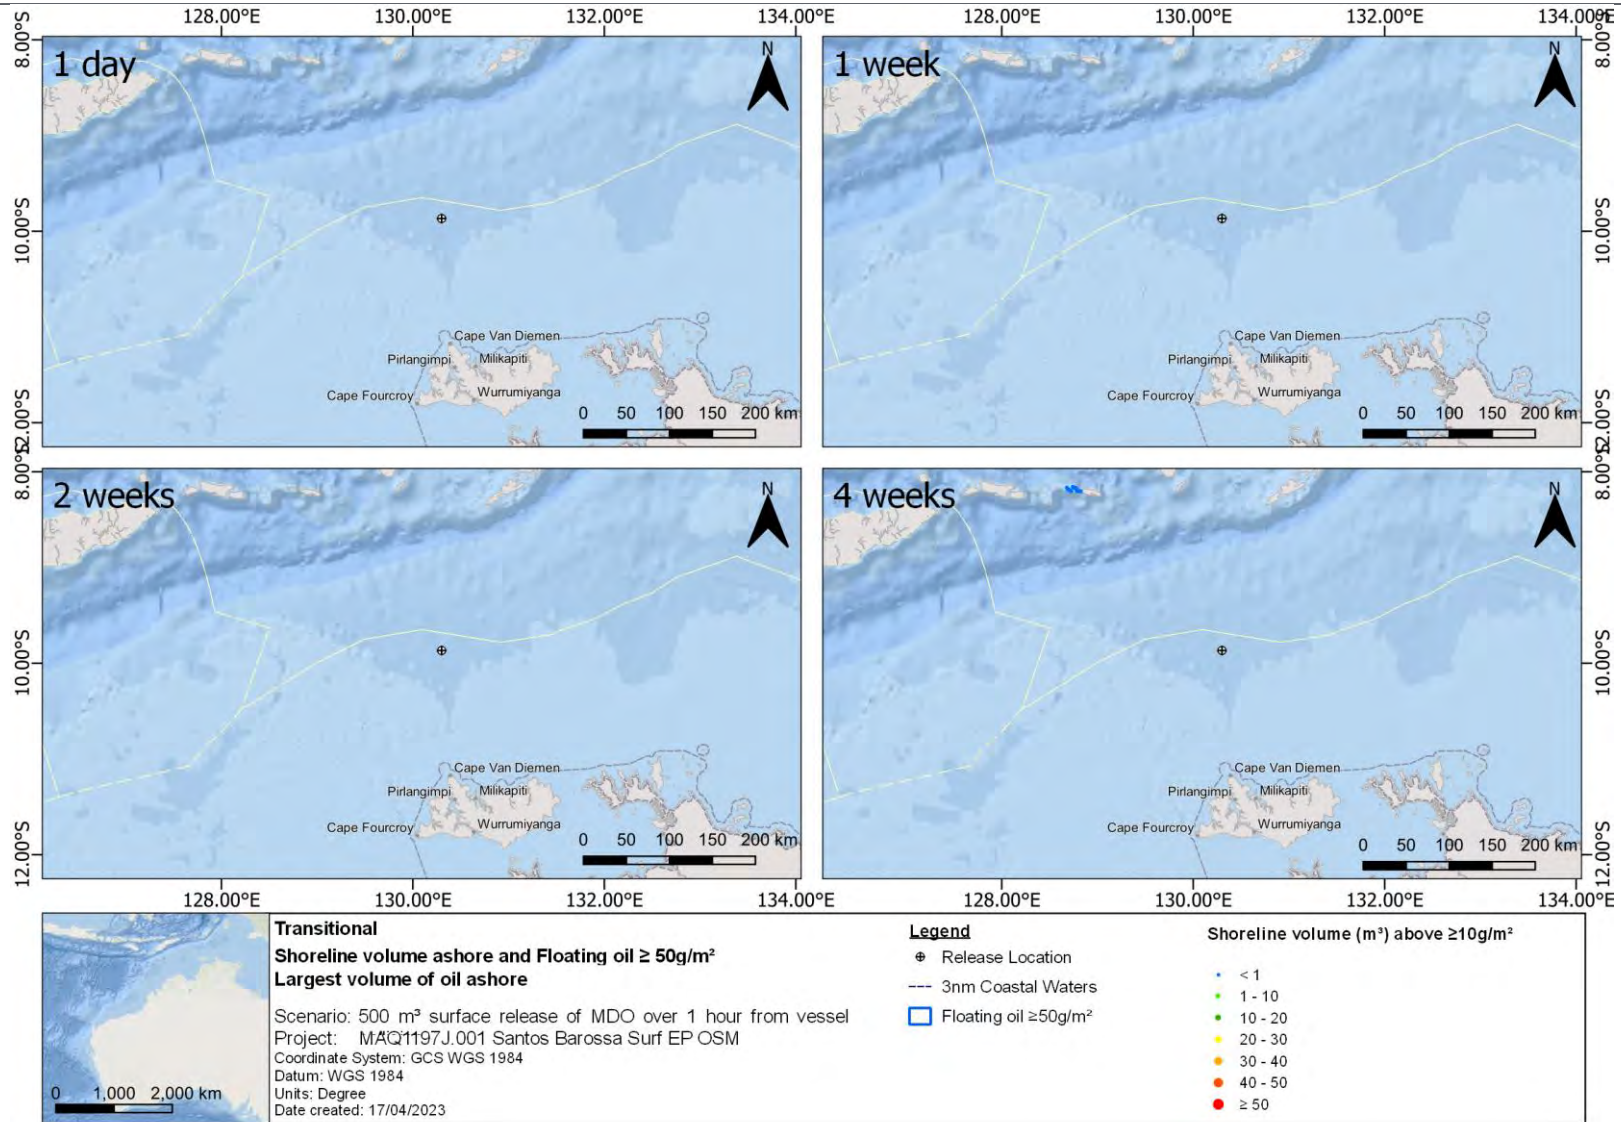 128.00°E 130.00°E 132.00°E 134.00°E 128.00°E 130.00°E 132.00°E 134.00°E
8.00°S 8.00°S
1 day
N
1 week
N
10.00°S 10.00°S
Cape Van Diemen
Pirlangimpi Milikapiti
Cape Fourcroy Wurrumiyanga
0 50 100 150 200 km
Cape Van Diemen
Pirlangimpi Milikapiti
Cape Fourcroy Wurrumiyanga
0 50 100 150 200 km
12.00°S 12.00°S
8.00°S 8.00°S
2 weeks
N
4 weeks
N
10.00°S 10.00°S
Cape Van Diemen
Pirlangimpi Milikapiti
Cape Fourcroy Wurrumiyanga
0 50 100 150 200 km
Cape Van Diemen
Pirlangimpi Milikapiti
Cape Fourcroy Wurrumiyanga
0 50 100 150 200 km
12.00°S 12.00°S
128.00°E 130.00°E 132.00°E 134.00°E 128.00°E 130.00°E 132.00°E 134.00°E
0 1,000 2,000 km
Transitional
Shoreline volume ashore and Floating oil ≥ 50g/m²
Largest volume of oil ashore
Scenario: 500 m³ surface release of MDO over 1 hour from vessel
Project: MAQ1197J.001 Santos Barossa Surf EP OSM
Coordinate System: GCS WGS 1984
Datum: WGS 1984
Units: Degree
Date created: 17/04/2023
Legend
Release Location
3nm Coastal Waters
Floating oil ≥50g/m²
Shoreline volume (m³) above ≥10g/m²
< 1
1 - 10
10 - 20
20 - 30
30 - 40
40 - 50
≥ 50